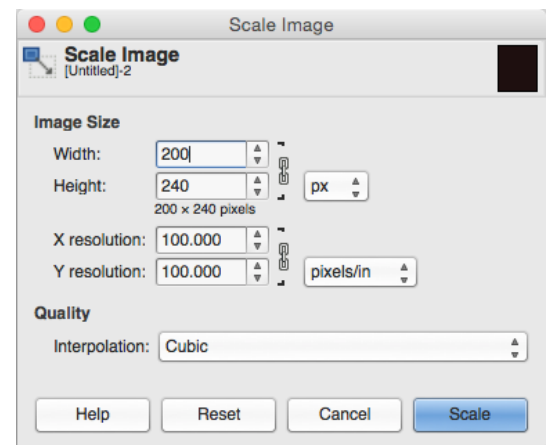 Scale Image
Scale Image
[Untitled]-2
Image Size
Width: 200
Height: 240 px
200 × 240 pixels
X resolution: 100.000
Y resolution: 100.000 pixels/in
Quality
Interpolation: Cubic
Help Reset Cancel Scale